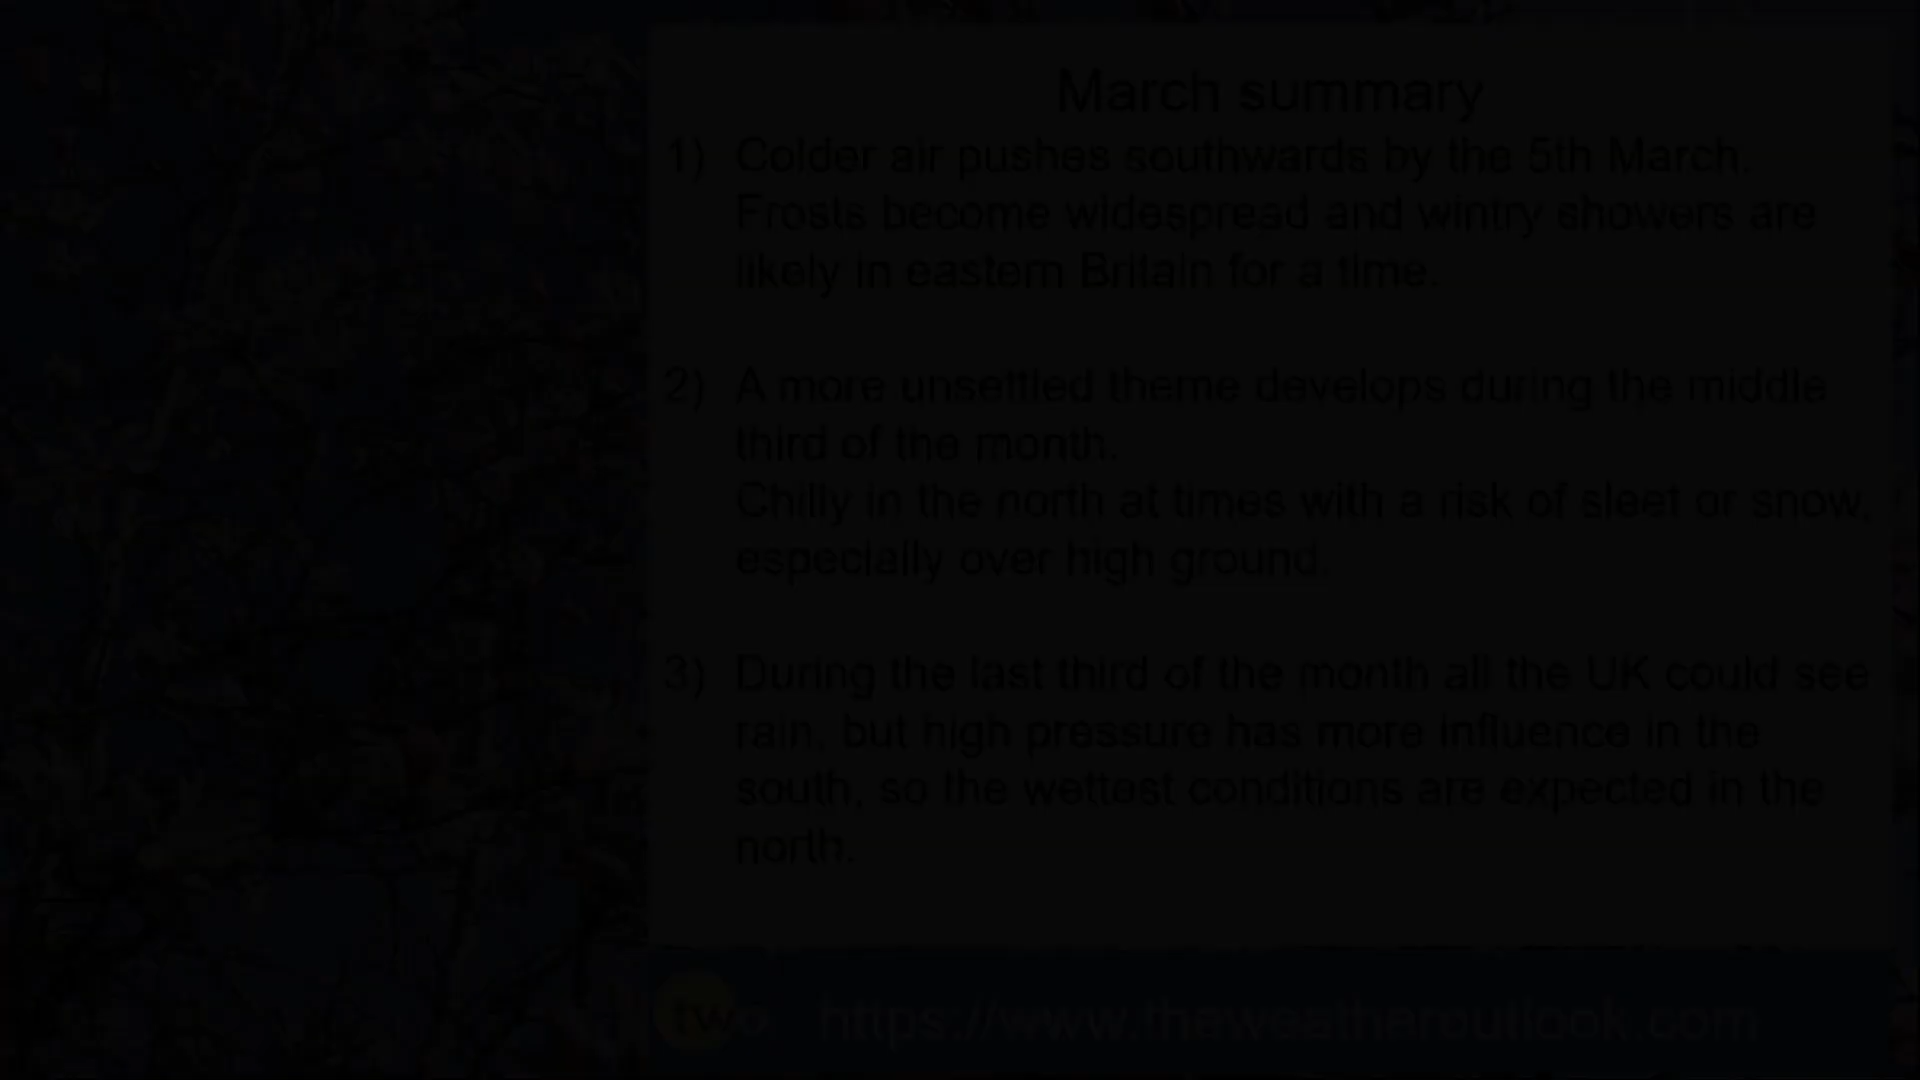 March summary
1) Colder air pushes southwards by the 5th March.
Frosts become widespread and wintry showers are
likely in eastern Britain for a time.
2) A more unsettled theme develops during the middle
third of the month.
Chilly in the north at times with a risk of sleet or snow,
especially over high ground.
3) During the last third of the month all the UK could see
rain, but high pressure has more influence in the
south, so the wettest conditions are expected in the
north.
two https://www.theweatheroutlook.com